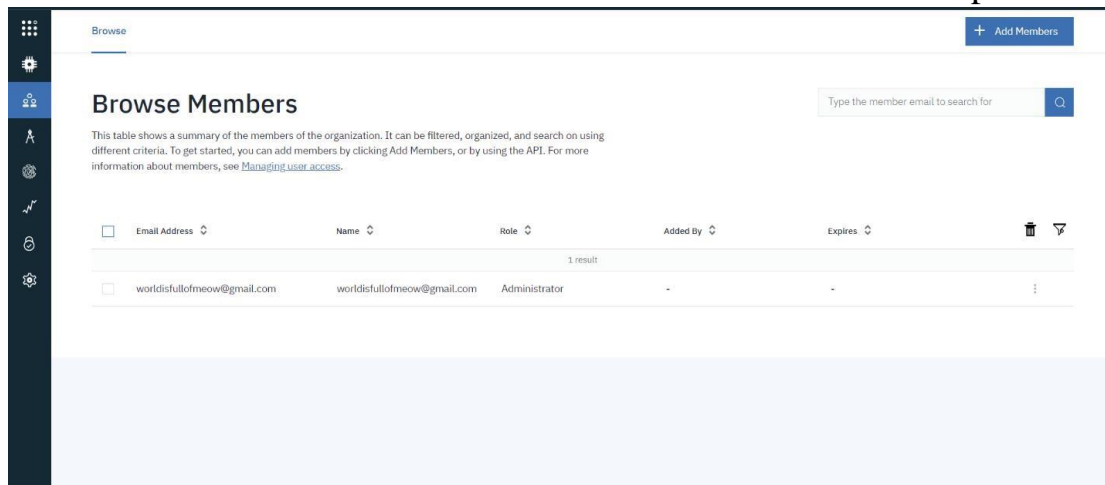 Browse
+ Add Members
Browse Members
Type the member email to search for
This table shows a summary of the members of the organization. It can be filtered, organized, and search on using
different criteria. To get started, you can add members by clicking Add Members, or by using the API. For more
information about members, see Managing user access.
Email Address Name Role Added By Expires
1 result
worldisfullofmeow@gmail.com worldisfullofmeow@gmail.com Administrator - -